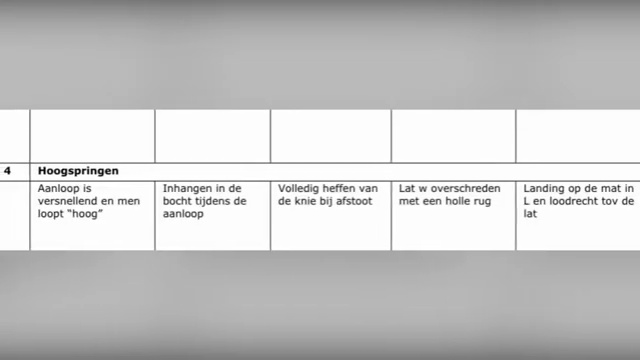 4 Hoogspringen
Aanloop is
versnellend en men
loopt “hoog”
Inhangen in de
bocht tijdens de
aanloop
Volledig heffen van
de knie bij afstoot
Lat w overschreden
met een holle rug
Landing op de mat in
L en loodrecht tov de
lat